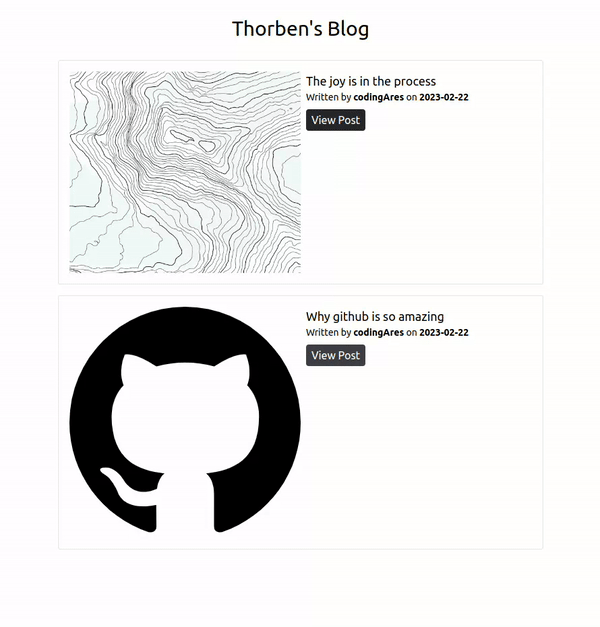 Thorben's Blog
The joy is in the process
Written by codingAres on 2023-02-22
View Post
Why github is so amazing
Written by codingAres on 2023-02-22
View Post